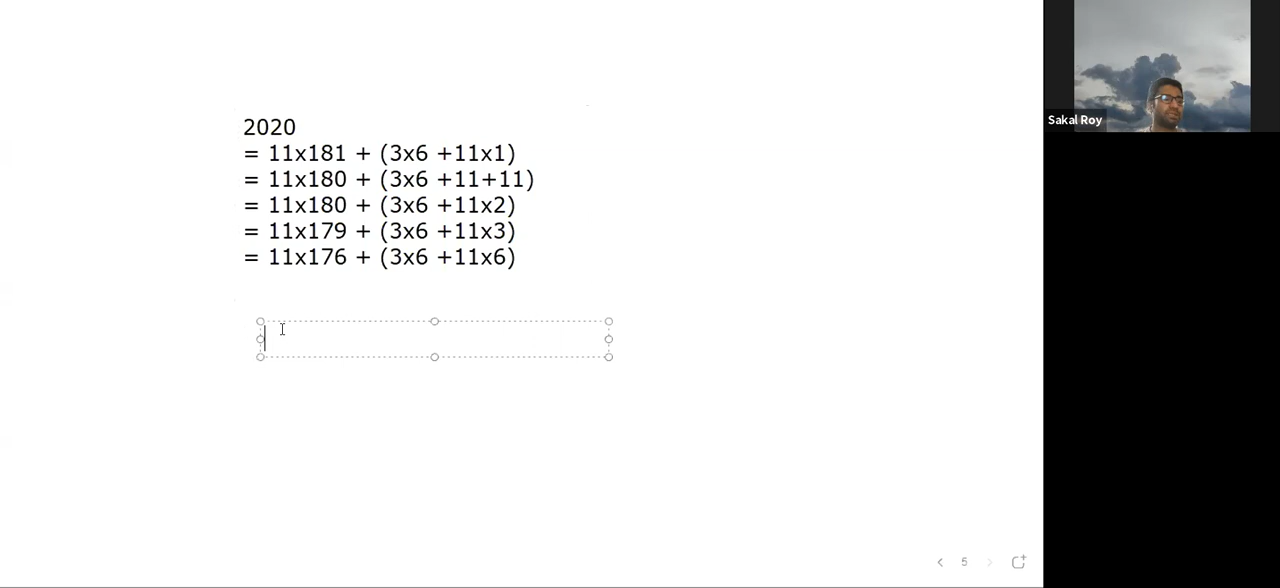 2020
= 11x181 + (3x6 +11x1)
= 11x180 + (3x6 +11+11)
= 11x180 + (3x6 +11x2)
= 11x179 + (3x6 +11x3)
= 11x176 + (3x6 +11x6)
Sakal Roy
5